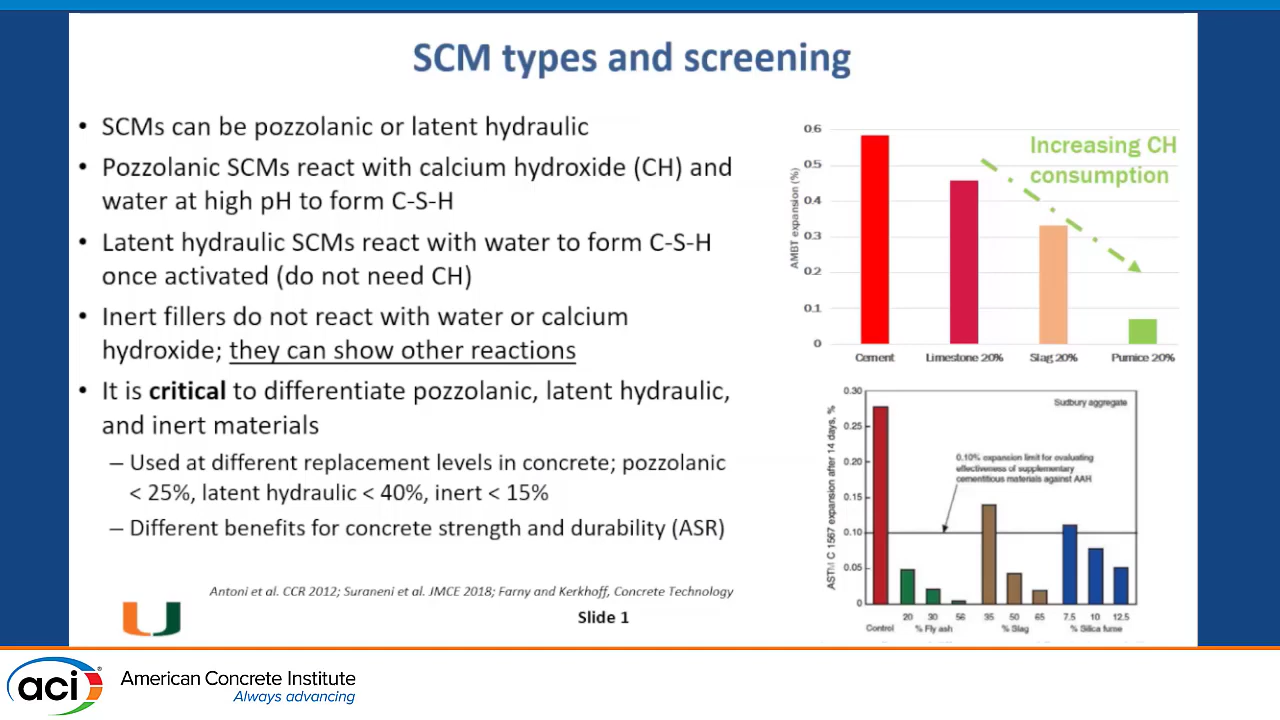 SCM types and screening
• SCMs can be pozzolanic or latent hydraulic
• Pozzolanic SCMs react with calcium hydroxide (CH) and
water at high pH to form C-S-H
• Latent hydraulic SCMs react with water to form C-S-H
once activated (do not need CH)
• Inert fillers do not react with water or calcium
hydroxide; they can show other reactions
• It is critical to differentiate pozzolanic, latent hydraulic,
and inert materials
– Used at different replacement levels in concrete; pozzolanic
< 25%, latent hydraulic < 40%, inert < 15%
– Different benefits for concrete strength and durability (ASR)
Antoni et al. CCR 2012; Suraneni et al. JMCE 2018; Farny and Kerkhoff, Concrete Technology
Slide 1
AMBT expansion (%)
0.6
0.5
0.4
0.3
0.2
0.1
0
Increasing CH
consumption
Cement Limestone 20% Slag 20% Pumice 20%
ASTM C 1567 expansion after 14 days, %
0.30
0.25
0.20
0.15
0.10
0.05
0
Sudbury aggregate
0.10% expansion limit for evaluating
effectiveness of supplementary
cementitious materials against AAH
20 30 56 35 50 65 7.5 10 12.5
Control % Fly ash % Slag % Silica fume
U
aci®
American Concrete Institute
Always advancing